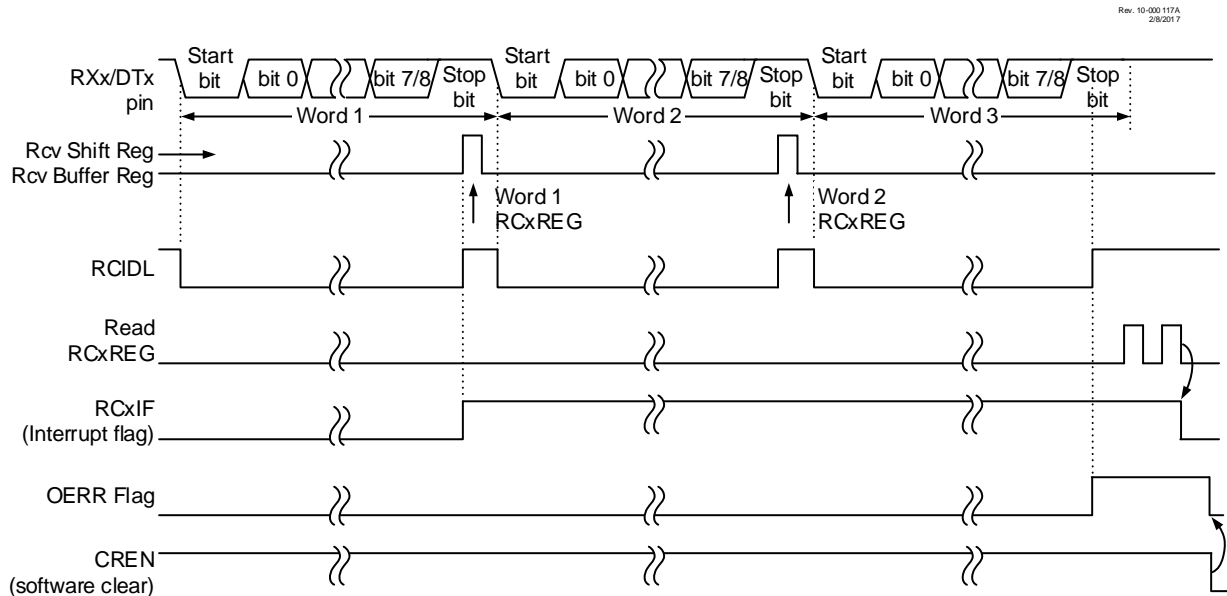 Rev. 10-000 117A
2/8/2017
RXx/DTx
pin
Start
bit
bit 0
bit 7/8
Stop
bit
Start
bit
bit 0
bit 7/8
Stop
bit
Start
bit
bit 0
bit 7/8
Stop
bit
Word 1
Word 2
Word 3
Rcv Shift Reg
Rcv Buffer Reg
Word 1
RCxREG
Word 2
RCxREG
RCIDL
Read
RCxREG
RCxIF
(Interrupt flag)
OERR Flag
CREN
(software clear)